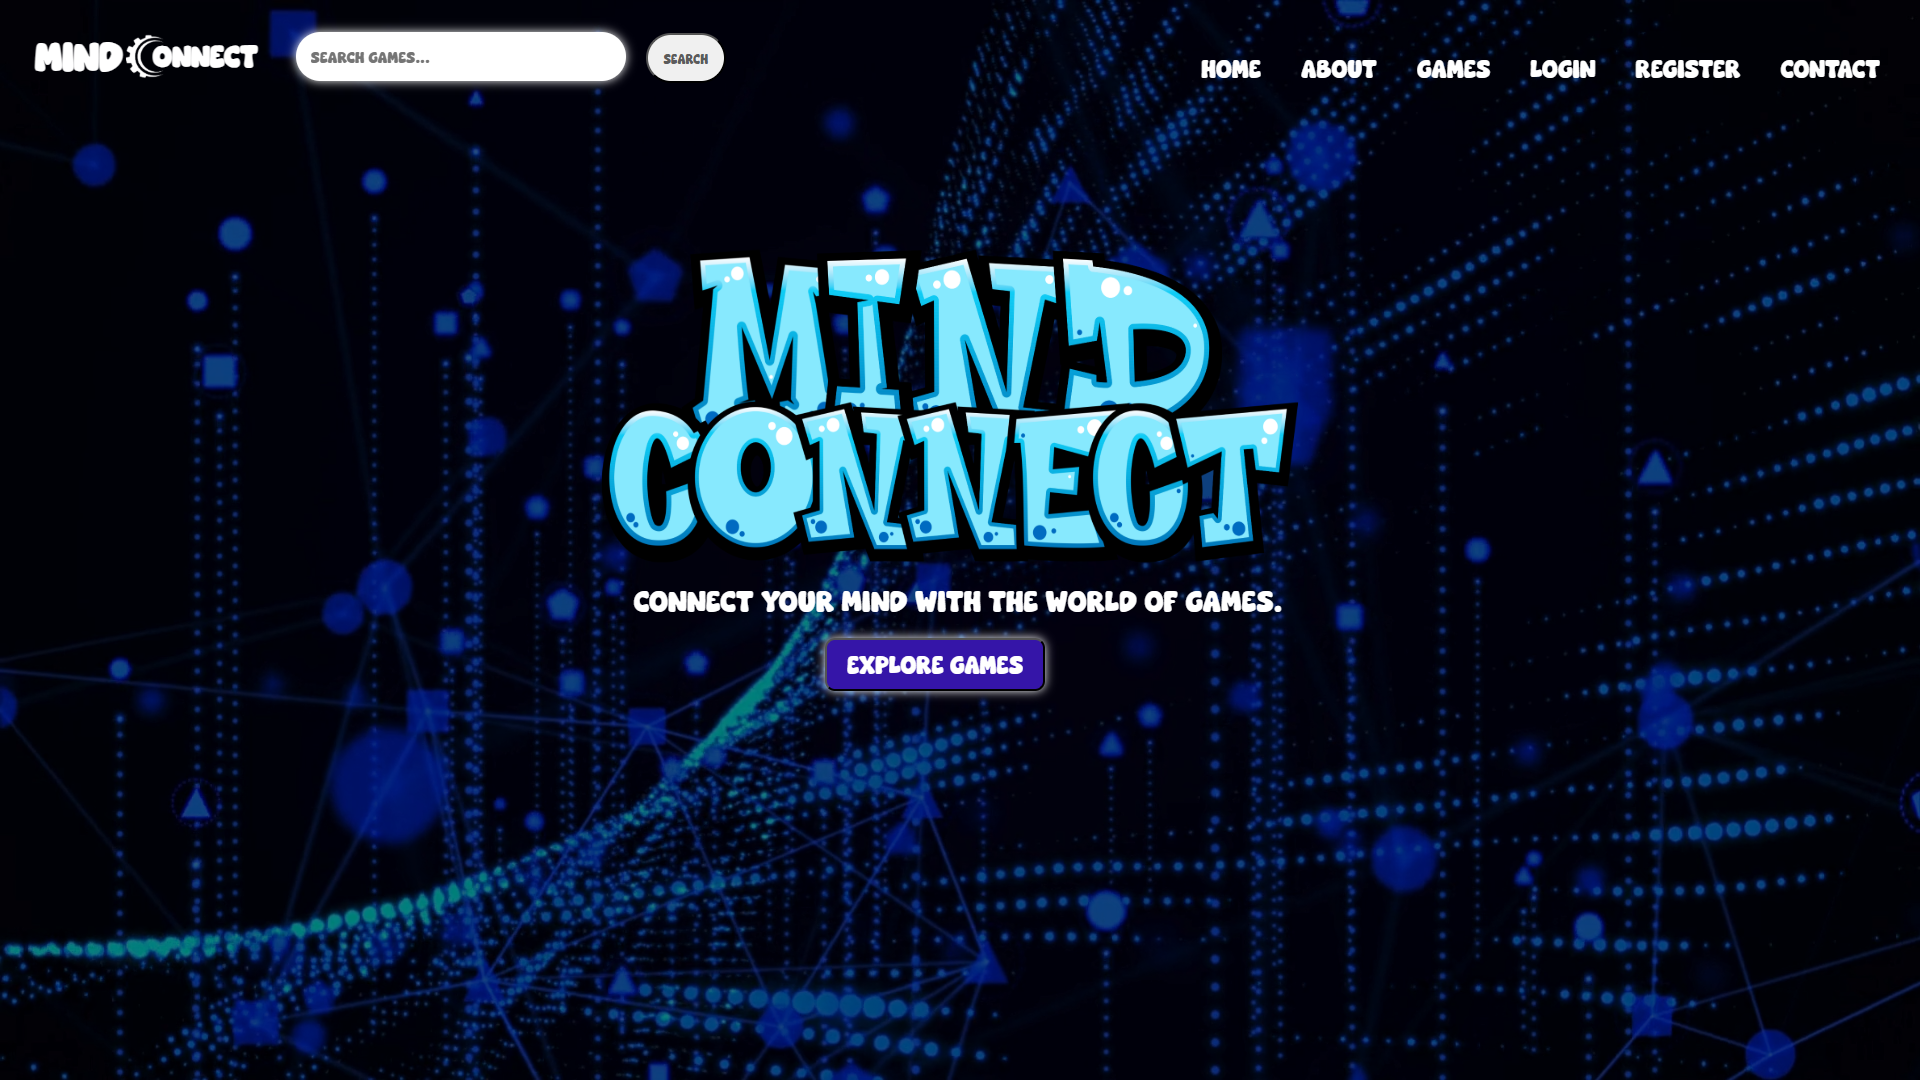 MIND CONNECT
SEARCH GAMES...
SEARCH
HOME
ABOUT
GAMES
LOGIN
REGISTER
CONTACT
MIND
CONNECT
CONNECT YOUR MIND WITH THE WORLD OF GAMES.
EXPLORE GAMES